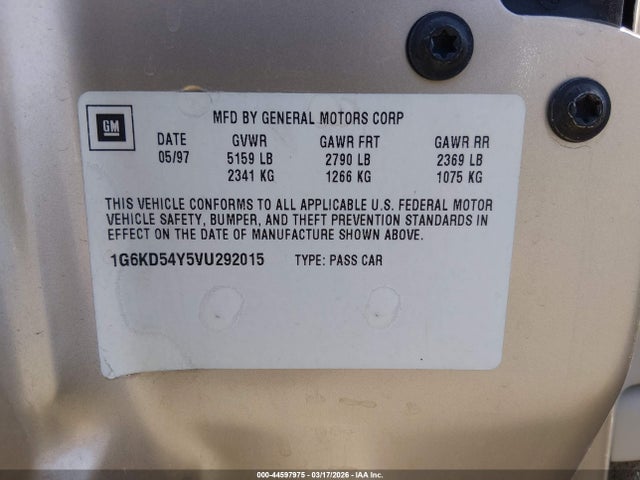 GM
MFD BY GENERAL MOTORS CORP
DATE GVWR GAWR FRT GAWR RR
05/97 5159 LB 2790 LB 2369 LB
2341 KG 1266 KG 1075 KG
THIS VEHICLE CONFORMS TO ALL APPLICABLE U.S. FEDERAL MOTOR
VEHICLE SAFETY, BUMPER, AND THEFT PREVENTION STANDARDS IN
EFFECT ON THE DATE OF MANUFACTURE SHOWN ABOVE.
1G6KD54Y5VU292015 TYPE: PASS CAR
000-44597975 - 03/17/2026 - IAA Inc.